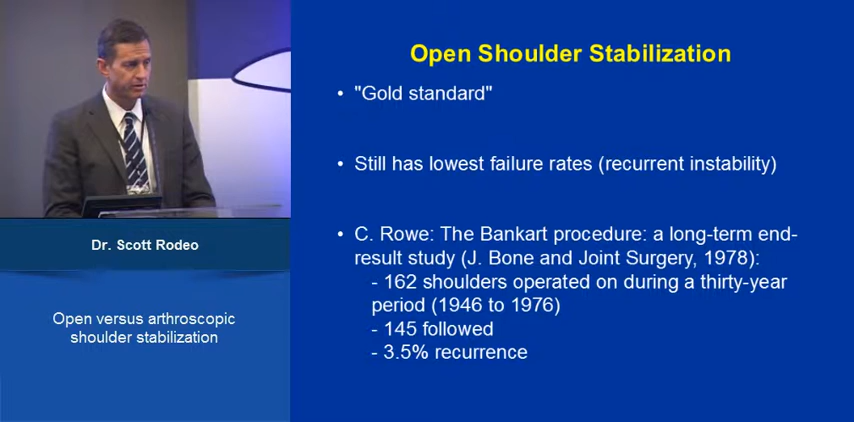 Open Shoulder Stabilization
• "Gold standard"
• Still has lowest failure rates (recurrent instability)
• C. Rowe: The Bankart procedure: a long-term end-
result study (J. Bone and Joint Surgery, 1978):
- 162 shoulders operated on during a thirty-year
period (1946 to 1976)
- 145 followed
- 3.5% recurrence
Dr. Scott Rodeo
Open versus arthroscopic
shoulder stabilization